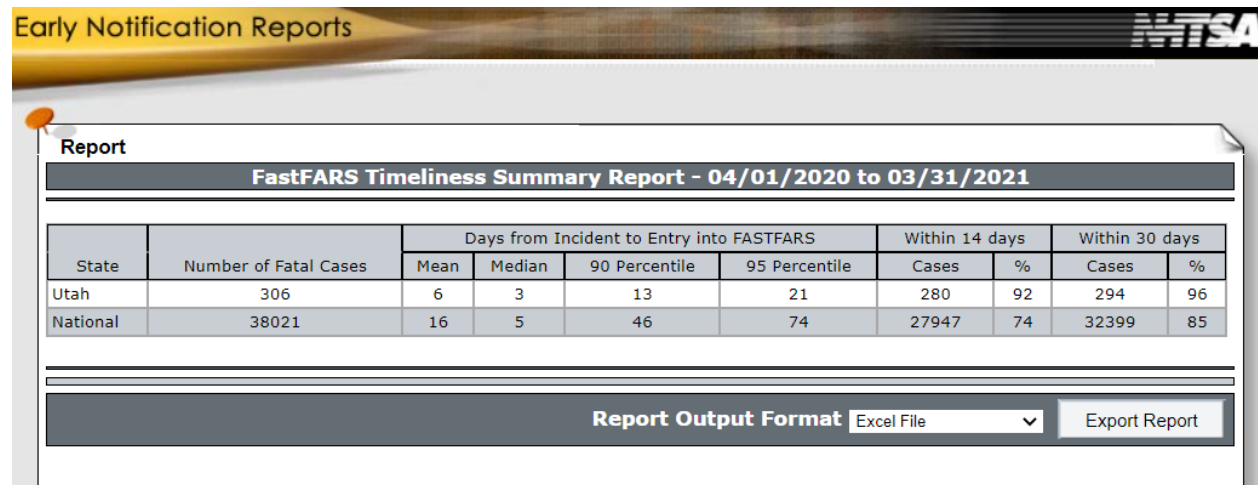 Early Notification Reports
NHTSA
Report
FastFARS Timeliness Summary Report - 04/01/2020 to 03/31/2021
Days from Incident to Entry into FASTFARS Within 14 days Within 30 days
State Number of Fatal Cases Mean Median 90 Percentile 95 Percentile Cases % Cases %
Utah 306 6 3 13 21 280 92 294 96
National 38021 16 5 46 74 27947 74 32399 85
Report Output Format Excel File Export Report